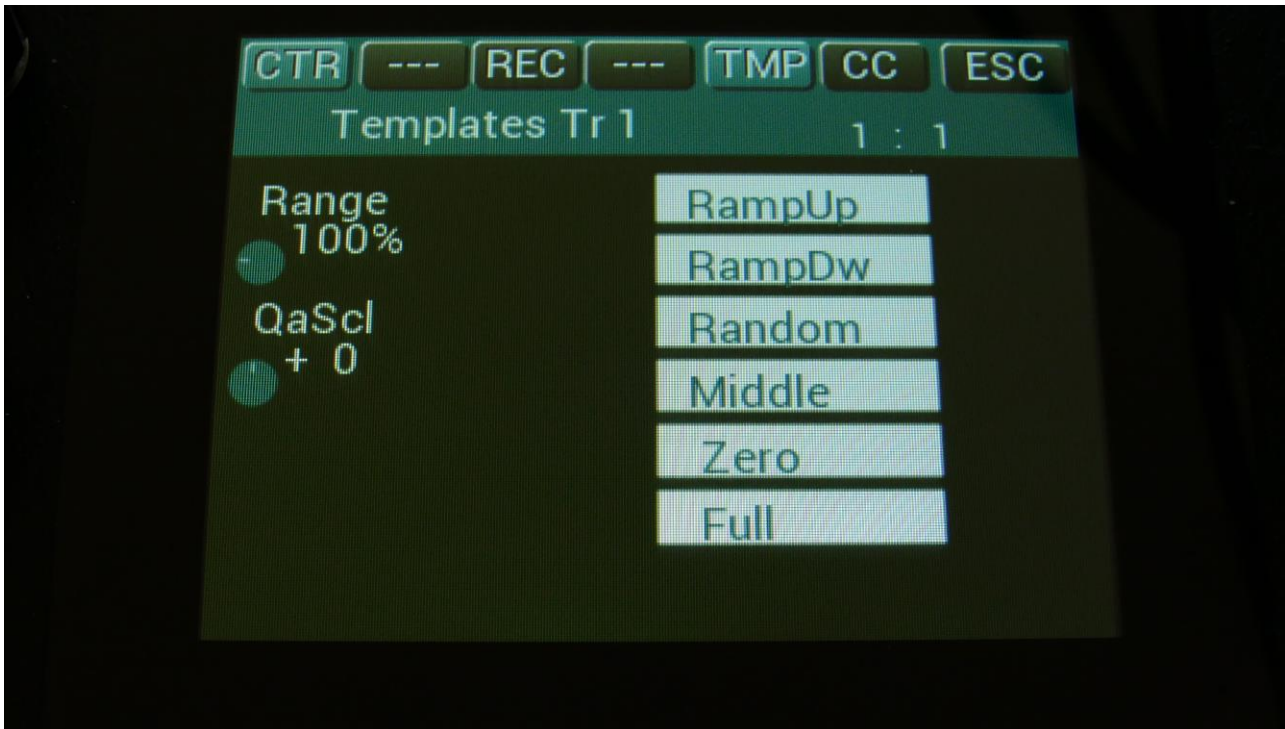 CTR --- REC --- TMP CC ESC
Templates Tr 1 1 : 1
Range
100%
QaScl
+ 0
RampUp
RampDw
Random
Middle
Zero
Full